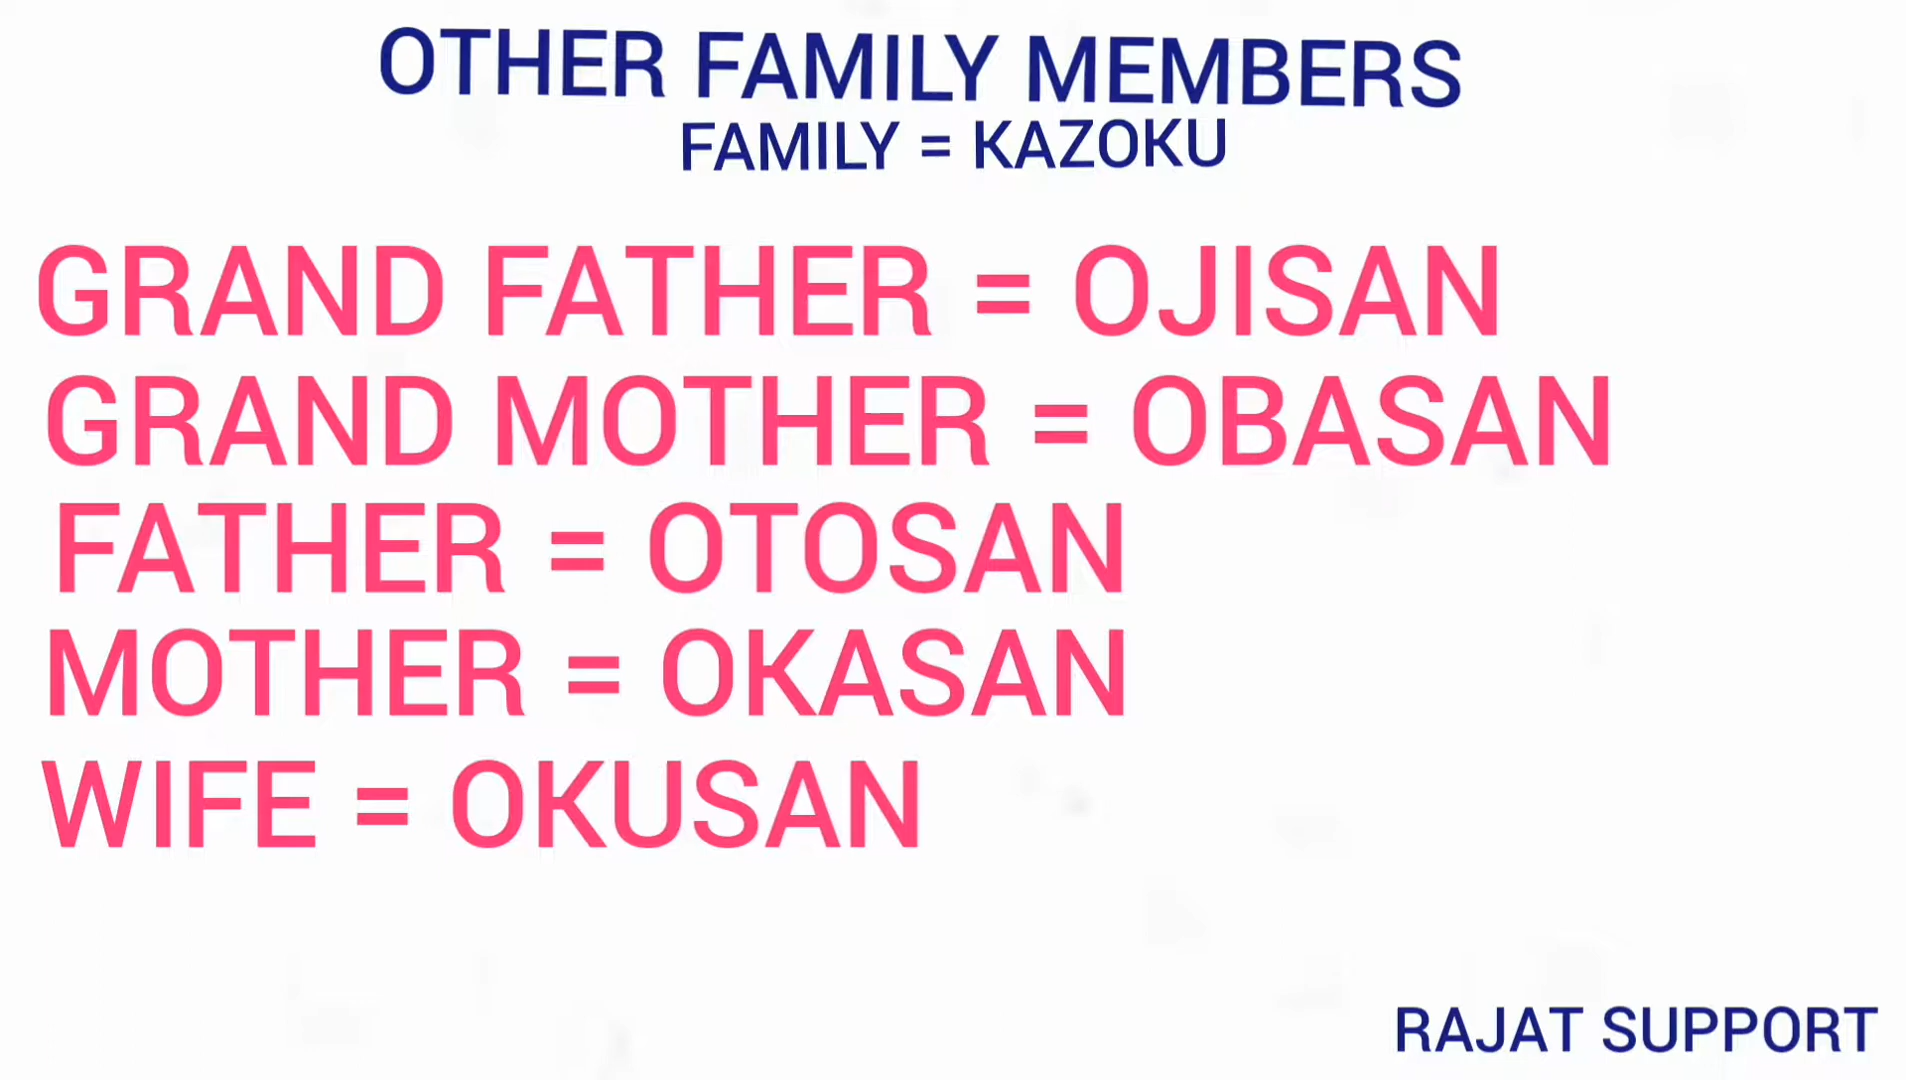 OTHER FAMILY MEMBERS
FAMILY = KAZOKU
GRAND FATHER = OJISAN
GRAND MOTHER = OBASAN
FATHER = OTOSAN
MOTHER = OKASAN
WIFE = OKUSAN
RAJAT SUPPORT